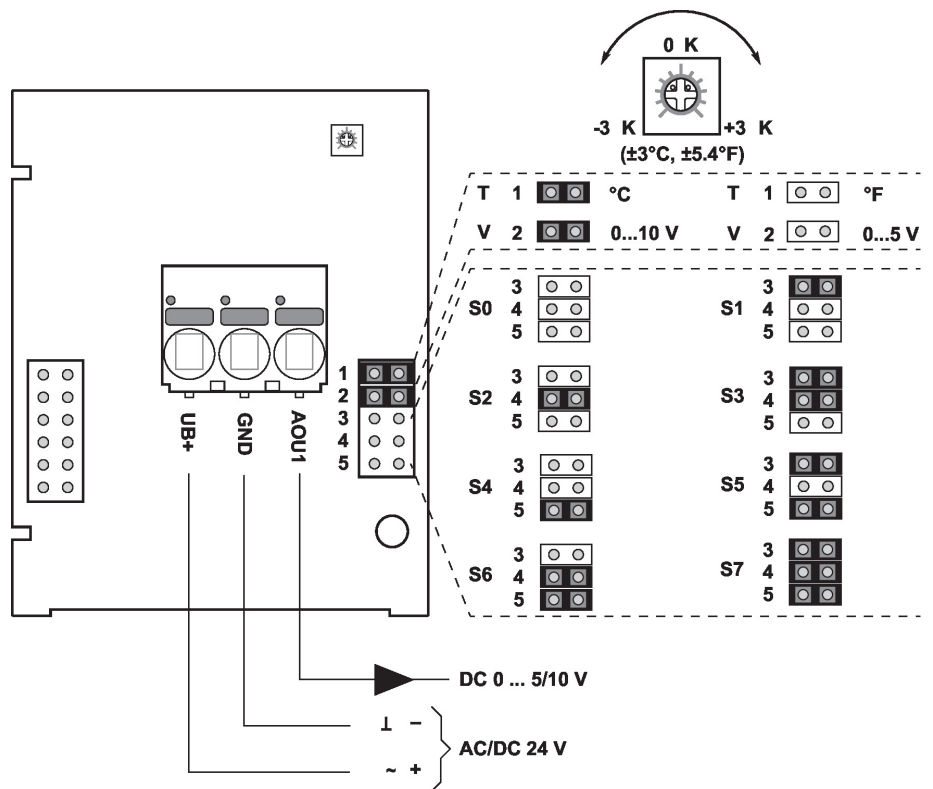 0 K
-3 K +3 K
(±3°C, ±5.4°F)
T 1 °C T 1 °F
V 2 0...10 V V 2 0...5 V
S0 3 4 5 S1 3 4 5
S2 3 4 5 S3 3 4 5
S4 3 4 5 S5 3 4 5
S6 3 4 5 S7 3 4 5
1
2
3
4
5
UB+ GND AOU1
DC 0 ... 5/10 V
⊥ −
AC/DC 24 V
~ +